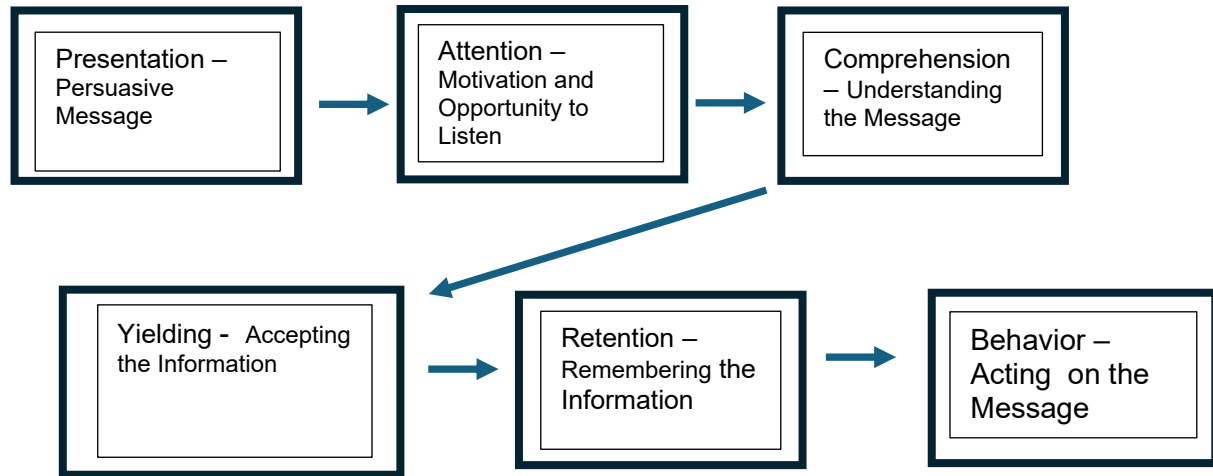 Presentation –
Persuasive
Message
Attention –
Motivation and
Opportunity to
Listen
Comprehension
– Understanding
the Message
Yielding - Accepting
the Information
Retention –
Remembering the
Information
Behavior –
Acting on the
Message